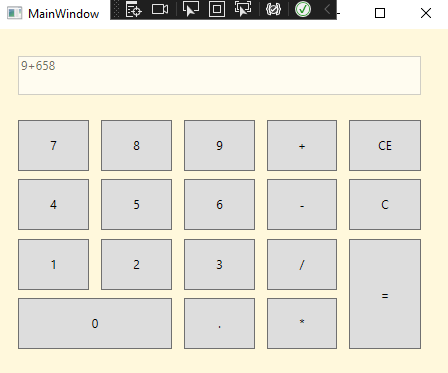 MainWindow
9+658
7 8 9 + CE
4 5 6 - C
1 2 3 / =
0 . *